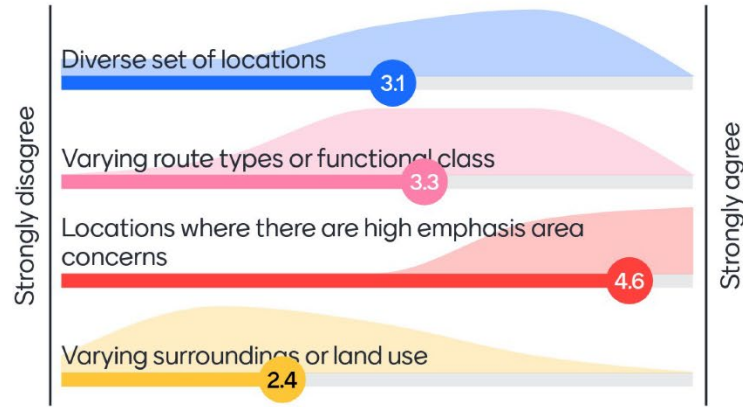 Strongly disagree
Diverse set of locations
3.1
Varying route types or functional class
3.3
Locations where there are high emphasis area
concerns
4.6
Varying surroundings or land use
2.4
Strongly agree